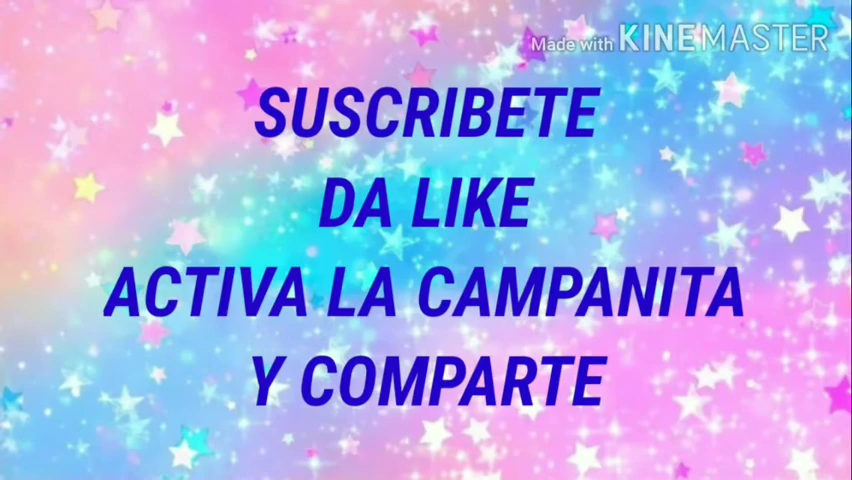 Made with KINEMASTER
SUSCRIBETE
DA LIKE
ACTIVA LA CAMPANITA
Y COMPARTE